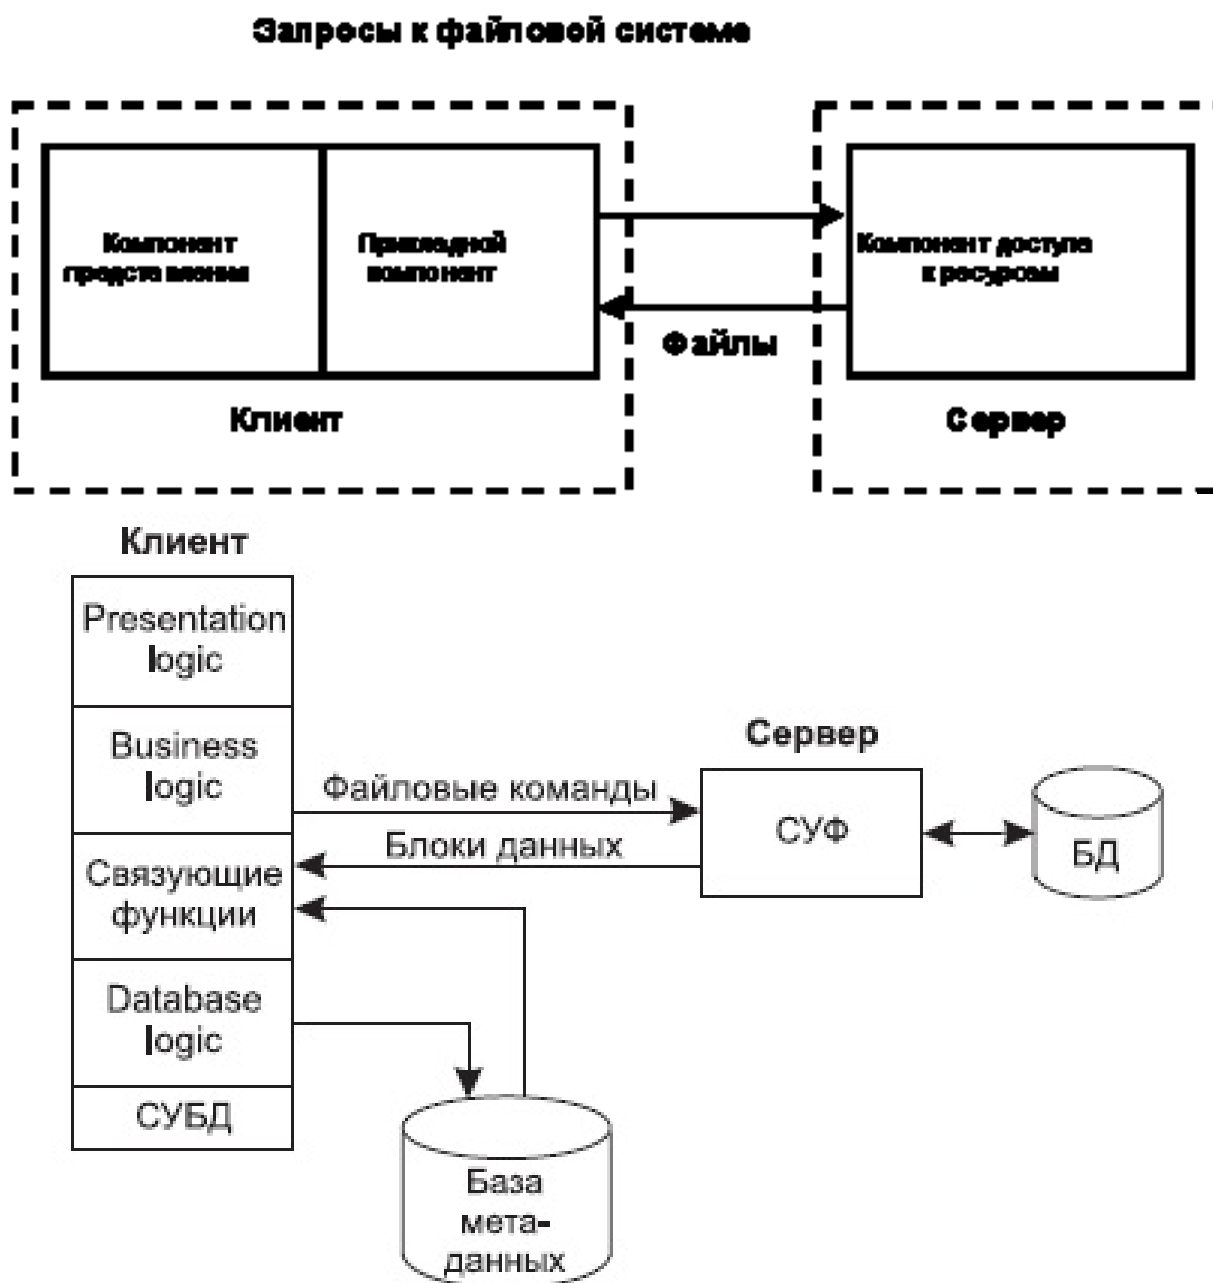 Запросы к файловой системе
Компонент
представления
Прикладной
компонент
Компонент доступа
к ресурсам
Файлы
Клиент
Сервер
Клиент
Presentation
logic
Business
logic
Связующие
функции
Database
logic
СУБД
Файловые команды
Блоки данных
Сервер
СУФ
БД
База
мета-
данных